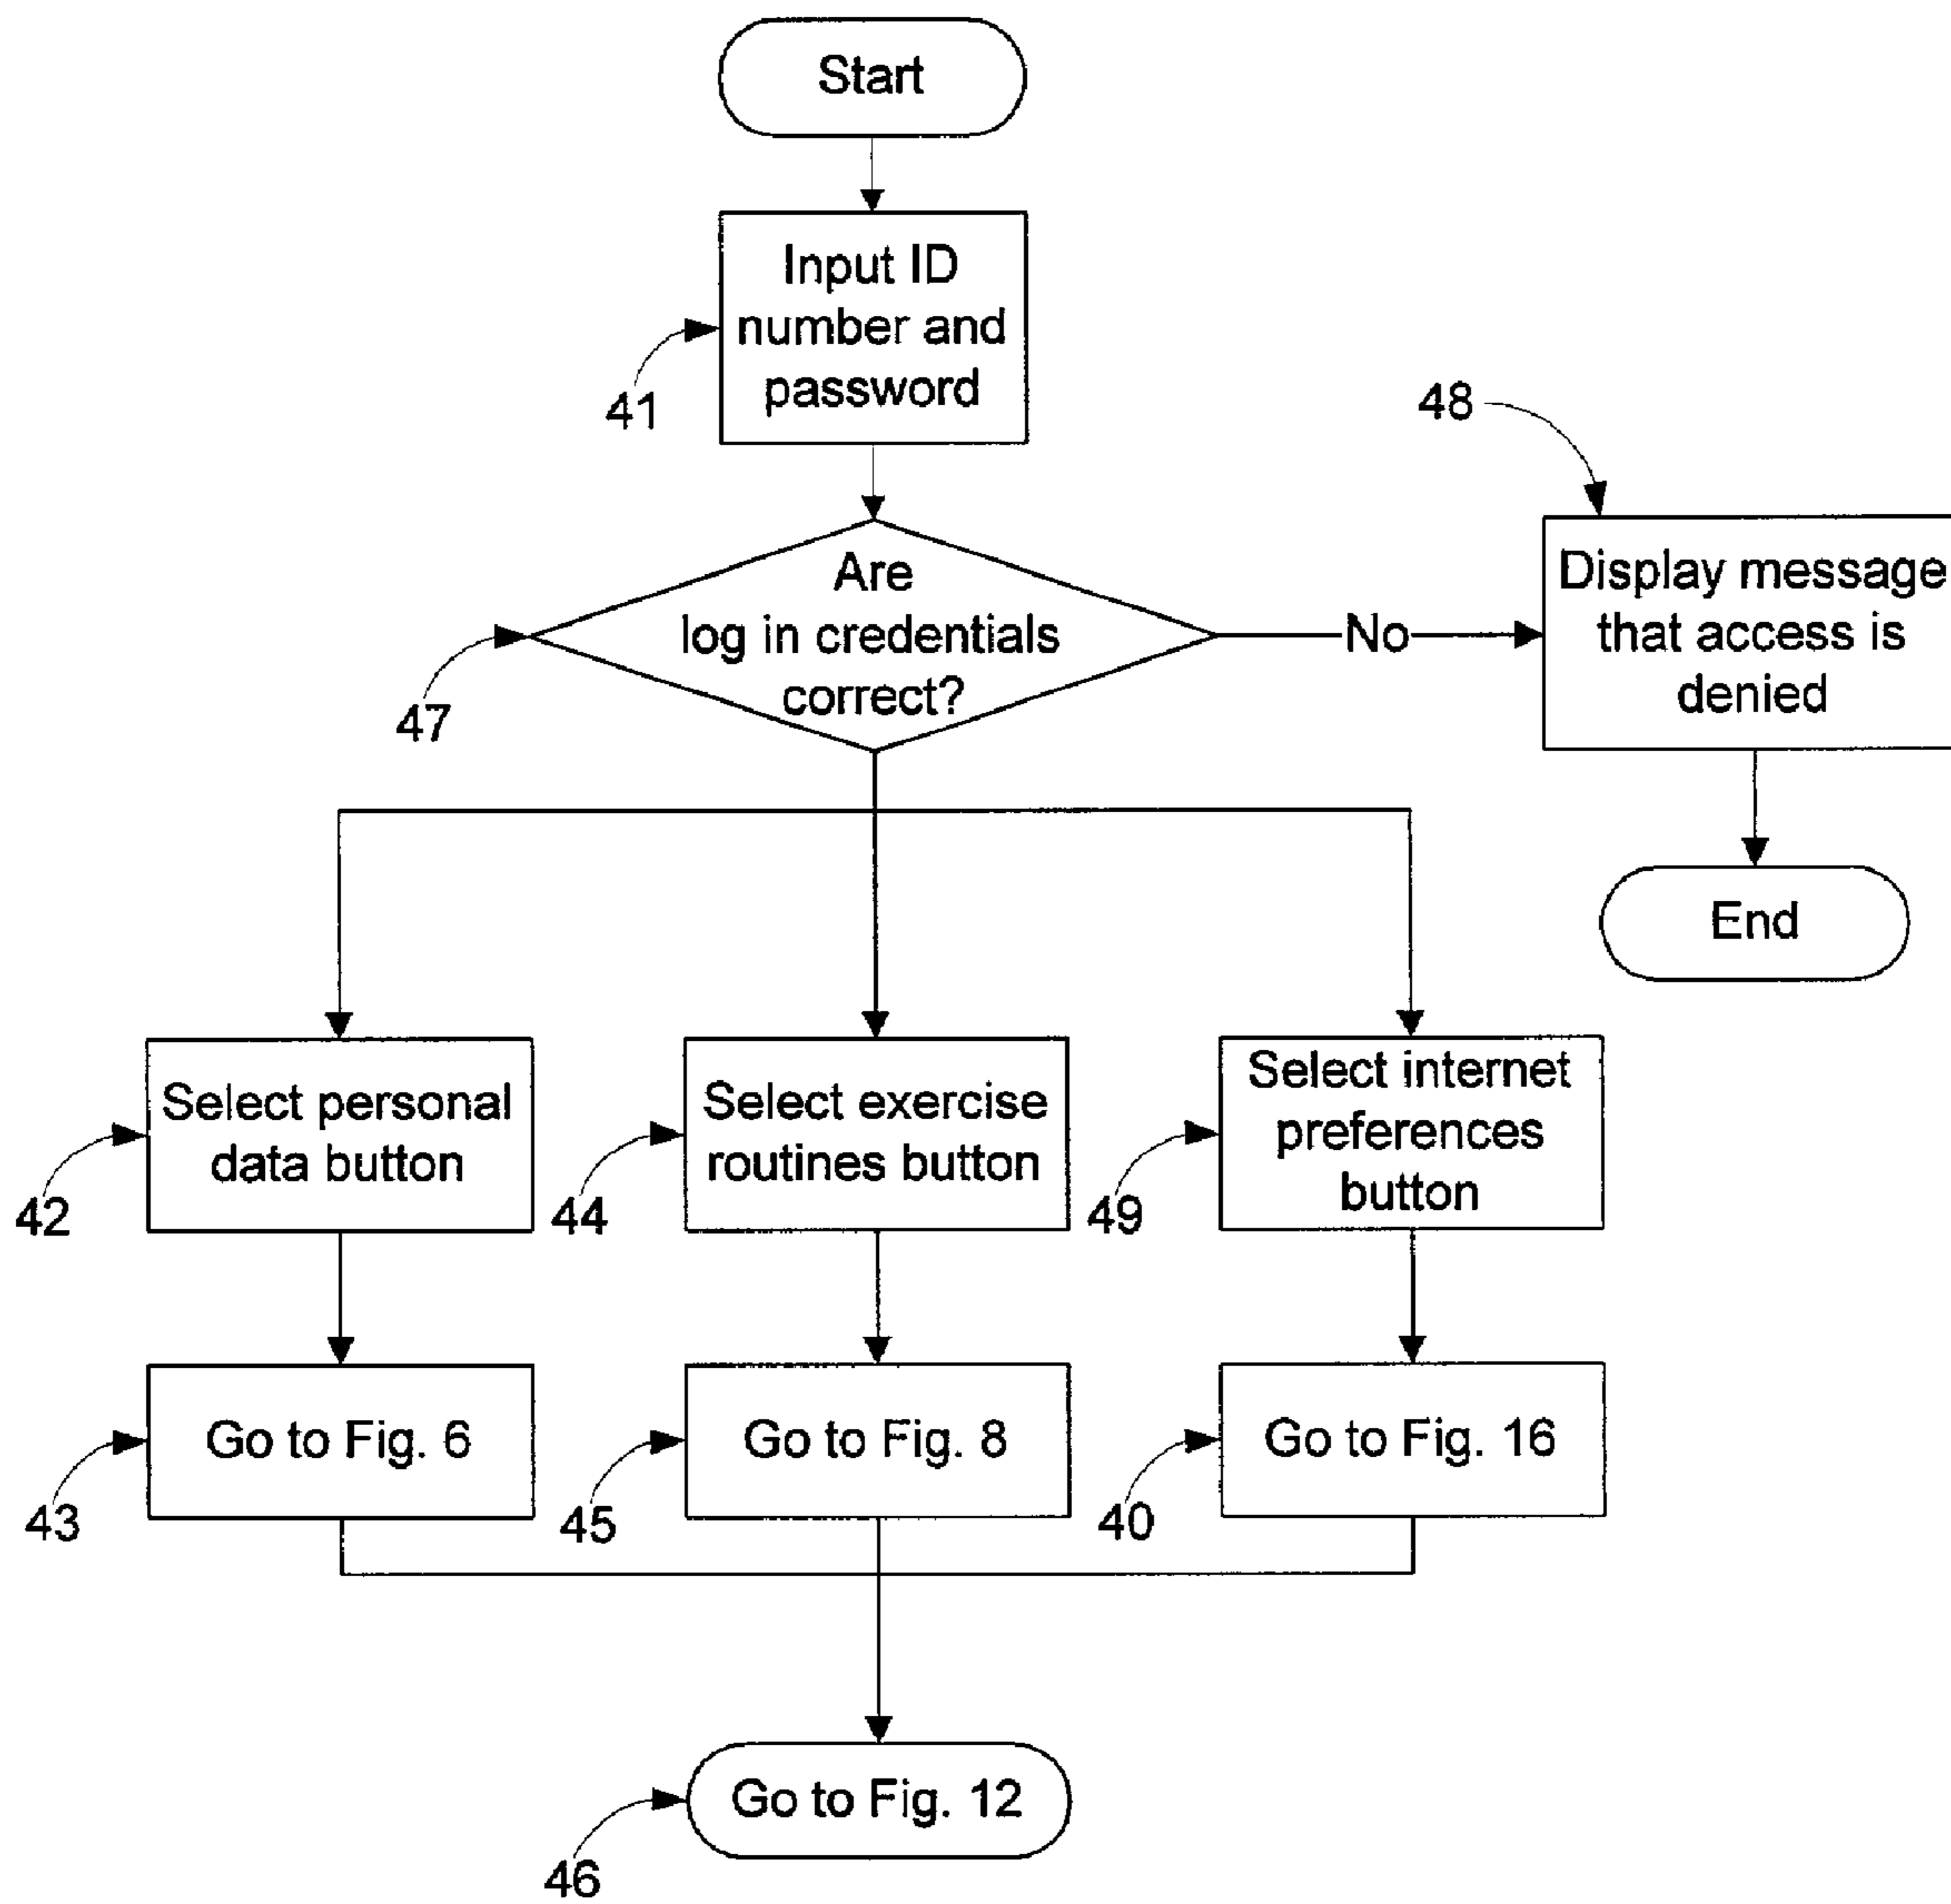 Start
Input ID
number and
password
41
48
Are
log in credentials
correct?
No
Display message
that access is
denied
47
End
Select personal
data button
Select exercise
routines button
Select internet
preferences
button
42
44
49
Go to Fig. 6
Go to Fig. 8
Go to Fig. 16
43
45
40
Go to Fig. 12
46